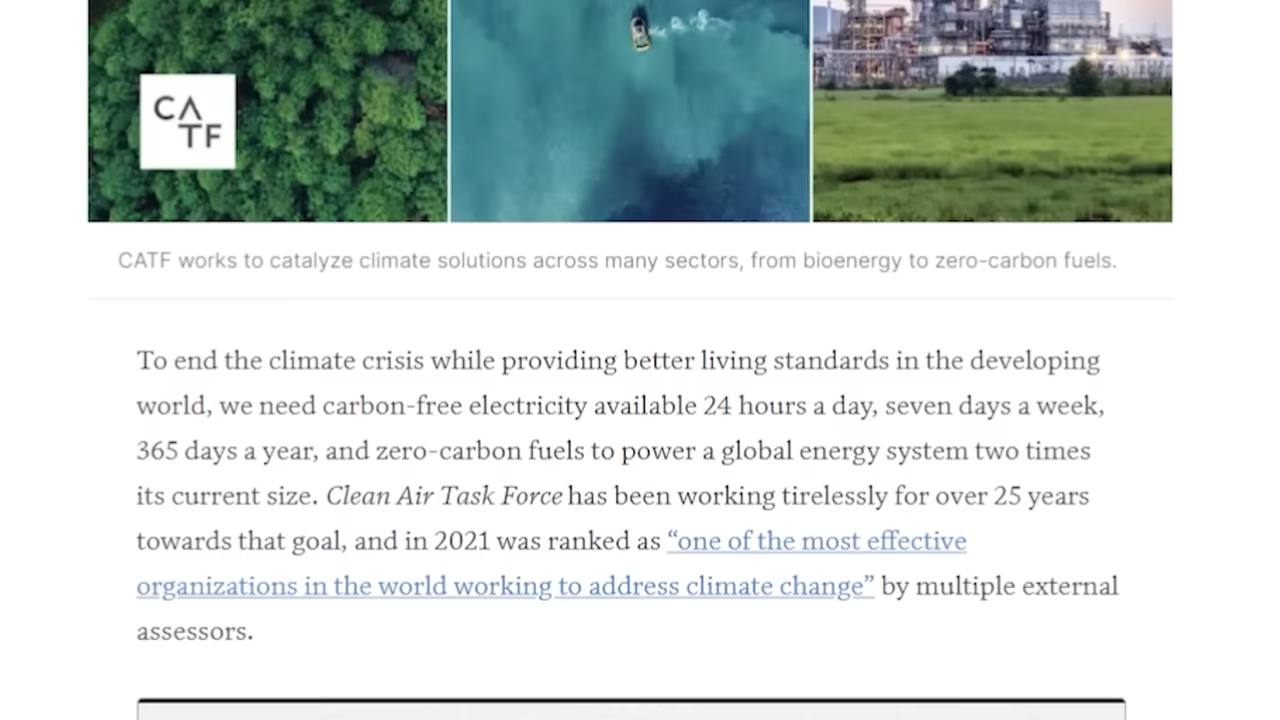 CA
TF
CATF works to catalyze climate solutions across many sectors, from bioenergy to zero-carbon fuels.
To end the climate crisis while providing better living standards in the developing
world, we need carbon-free electricity available 24 hours a day, seven days a week,
365 days a year, and zero-carbon fuels to power a global energy system two times
its current size. Clean Air Task Force has been working tirelessly for over 25 years
towards that goal, and in 2021 was ranked as “one of the most effective
organizations in the world working to address climate change” by multiple external
assessors.